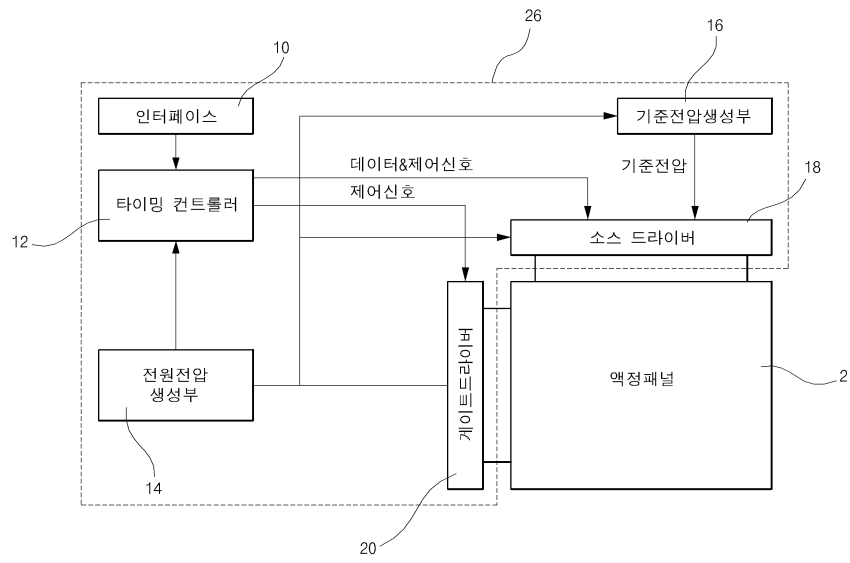 26
10
16
인터페이스
기준전압생성부
데이터&제어신호
기준전압
18
타이밍 컨트롤러
제어신호
12
소스 드라이버
게이트드라이버
전원전압
생성부
액정패널
2
14
20